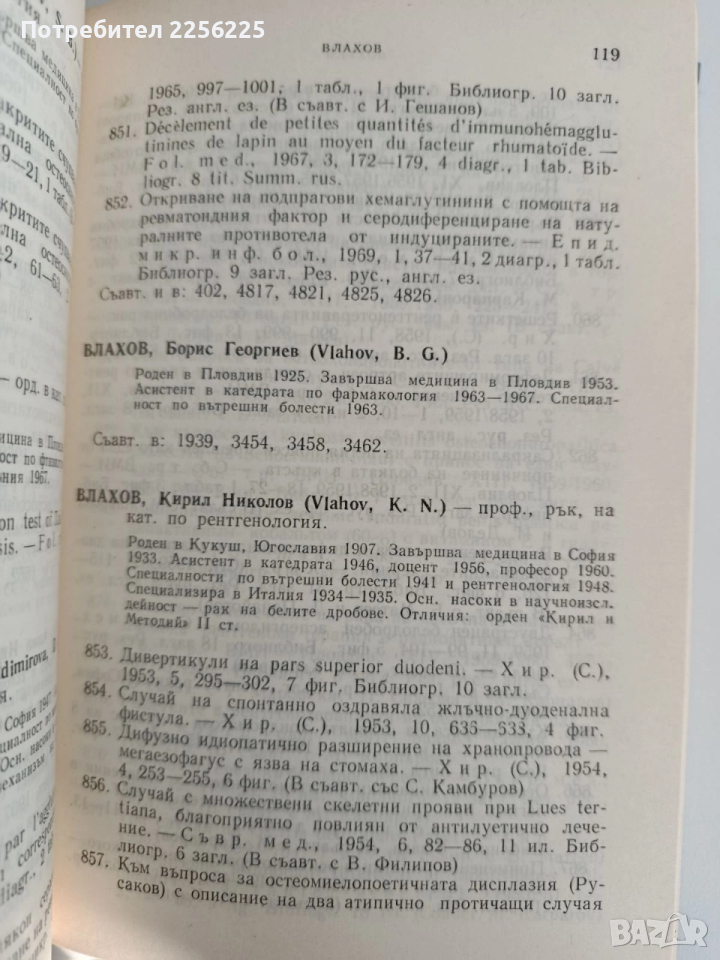 Потребител 2256225
ВЛАХОВ 119
1965, 997—1001, 1 табл., 1 фиг. Библиогр. 10 загл.
Рез. англ. ез. (В съавт. с И. Гешанов)
851. Décèlement de petites quantités d'immunohémagglu-
tinines de lapin au moyen du facteur rhumatoïde. —
Fol. med., 1967, 3, 172—179, 4 diagr., 1 tab. Bib-
liogr. 8 tit. Summ. rus.
852. Откриване на подпрагови хемаглутинини с помощта на
ревматоидния фактор и серодиференциране на нату-
ралните противотела от индуцираните. — Епид.
микр. инф. бол., 1969, 1, 37—41, 2 диагр., 1 табл.
Библиогр. 9 загл. Рез. рус., англ. ез.
Съавт. и в: 402, 4817, 4821, 4825, 4826.
ВЛАХОВ, Борис Георгиев (Vlahov, B. G.)
Роден в Пловдив 1925. Завършва медицина в Пловдив 1953.
Асистент в катедрата по фармакология 1963—1967. Специал-
ност по вътрешни болести 1963.
Съавт. в: 1939, 3454, 3458, 3462.
ВЛАХОВ, Кирил Николов (Vlahov, K. N.) — проф., рък, на
кат. по рентгенология.
Роден в Кукуш, Югославия 1907. Завършва медицина в София
1933. Асистент в катедрата 1946, доцент 1956, професор 1960.
Специалности по вътрешни болести 1941 и рентгенология 1948.
Специализира в Италия 1934—1935. Осн. насоки в научноизсл.
дейност — рак на белите дробове. Отличия: орден «Кирил и
Методий» II ст.
853. Дивертикули на pars superior duodeni. — Хир (С.),
1953, 5, 295—302, 7 фиг. Библиогр. 10 загл.
854. Случай на спонтанно оздравяла жлъчно-дуоденална
фистула. — Хир. (С.), 1953, 10, 635—533, 4 фиг.
855. Дифузно идиопатично разширение на хранопровода —
мегаезофагус с язва на стомаха. — Хир. (С.), 1954,
4, 253—255, 6 фиг. (В съавт. със С. Камбуров)
856. Случай с множествени скелетни прояви при Lues ter-
tiana, благоприятно повлиян от антилуетично лече-
ние. — Съвр. мед., 1954, 6, 82—86, 11 ил. Биб-
лиогр. 6 загл. (В съавт. с В. Филипов)
857. Към въпроса за остеомиелопоетичната дисплазия (Ру-
саков) с описание на два атипично протичащи случая
BAZAR